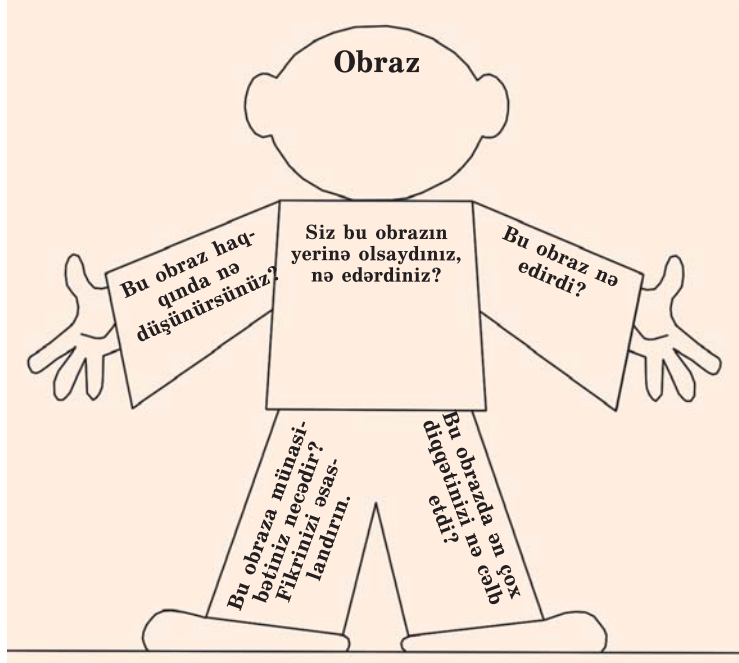 Obraz
Bu obraz haq-
qında nə
düşünürsünüz?
Siz bu obrazın
yerinə olsaydınız,
nə edərdiniz?
Bu obraz nə
edirdi?
Bu obraza münasi-
bətiniz necədir?
Fikrinizi əsas-
landırın.
Bu obrazda ən çox
diqqətinizi nə cəlb
etdi?